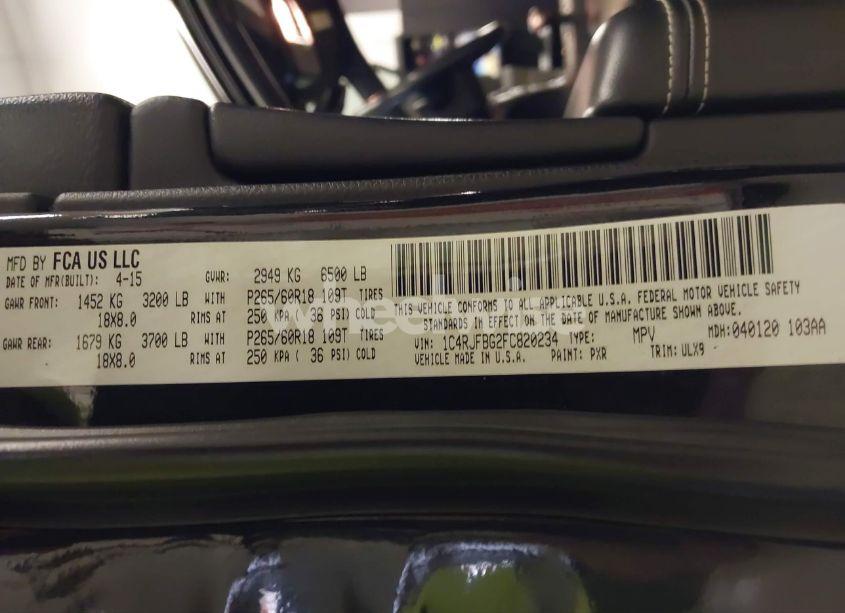 MFD BY FCA US LLC
DATE OF MFR(BUILT): 4-15 GVWR: 2949 KG 6500 LB
GAWR FRONT: 1452 KG 3200 LB WITH P265/60R18 109T TIRES
18X8.0 RIMS AT 250 KPA ( 36 PSI) COLD
GAWR REAR: 1679 KG 3700 LB WITH P265/60R18 109T TIRES
18X8.0 RIMS AT 250 KPA ( 36 PSI) COLD
THIS VEHICLE CONFORMS TO ALL APPLICABLE U.S.A. FEDERAL MOTOR VEHICLE SAFETY
STANDARDS IN EFFECT ON THE DATE OF MANUFACTURE SHOWN ABOVE.
VIN: 1C4RJFBG2FC820234 TYPE: MPV MDH: 040120 103AA
VEHICLE MADE IN U.S.A. PAINT: PXR TRIM: ULX9